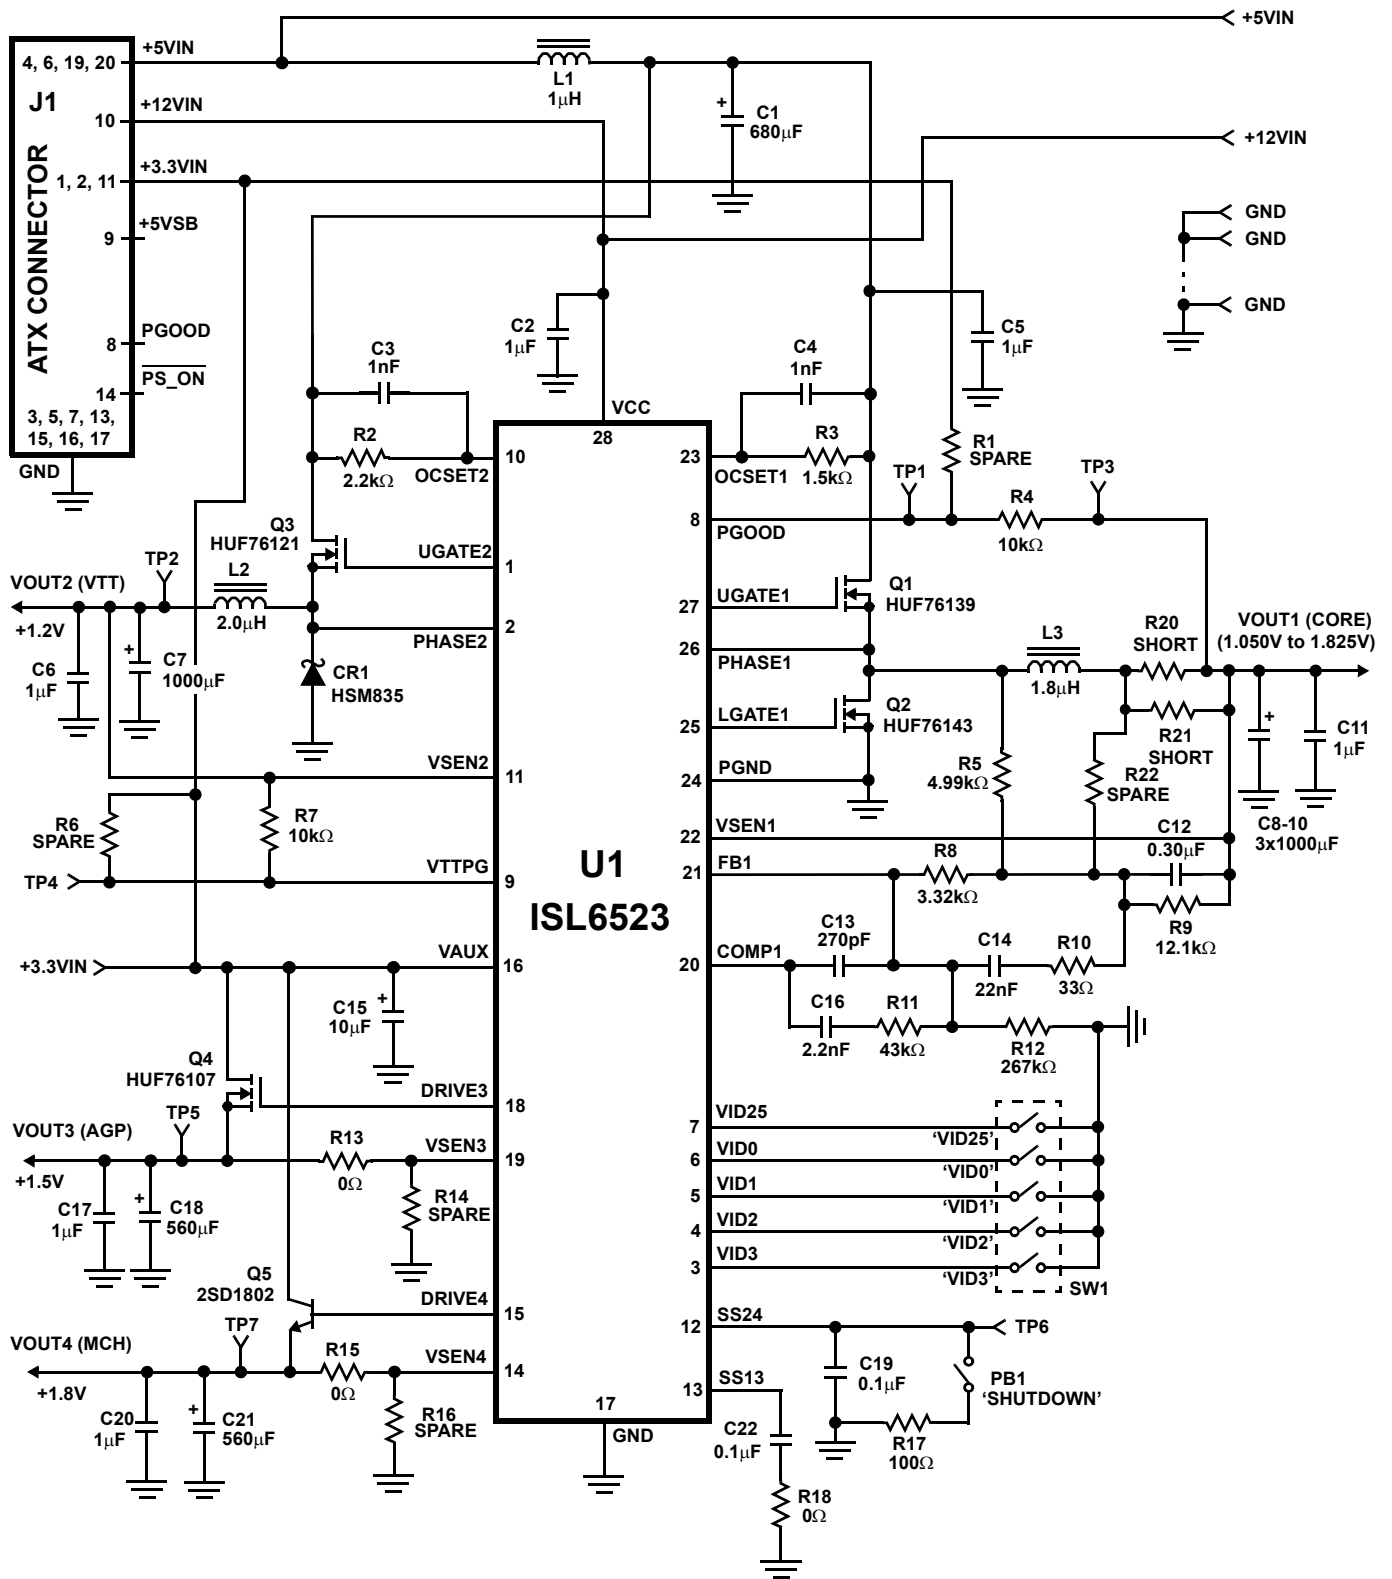 +5VIN
+5VIN
4, 6, 19, 20
J1
L1
1µH
+12VIN
10
C1
680µF
+12VIN
+3.3VIN
1, 2, 11
+5VSB
9
GND
GND
GND
ATX CONNECTOR
PGOOD
8
PS_ON
14
3, 5, 7, 13,
15, 16, 17
GND
C2
1µF
C5
1µF
C3
1nF
C4
1nF
VCC
28
R2
2.2kΩ
10
OCSET2
23
OCSET1
R3
1.5kΩ
R1
SPARE
TP1
TP3
R4
10kΩ
8
PGOOD
Q3
HUF76121
UGATE2
1
TP2
L2
2.0µH
VOUT2 (VTT)
+1.2V
PHASE2
2
C6
1µF
C7
1000µF
CR1
HSM835
27
UGATE1
Q1
HUF76139
26
PHASE1
L3
1.8µH
R20
SHORT
VOUT1 (CORE)
(1.050V to 1.825V)
25
LGATE1
Q2
HUF76143
R21
SHORT
C11
1µF
24
PGND
R5
4.99kΩ
R22
SPARE
C8-10
3x1000µF
VSEN2
11
R6
SPARE
R7
10kΩ
TP4
VTTPG
9
U1
ISL6523
22
VSEN1
21
FB1
R8
3.32kΩ
C12
0.30µF
R9
12.1kΩ
+3.3VIN
VAUX
16
C15
10µF
20
COMP1
C13
270pF
C14
22nF
R10
33Ω
C16
2.2nF
R11
43kΩ
R12
267kΩ
Q4
HUF76107
DRIVE3
18
TP5
VOUT3 (AGP)
+1.5V
R13
0Ω
VSEN3
19
C17
1µF
C18
560µF
R14
SPARE
7
VID25
'VID25'
6
VID0
'VID0'
5
VID1
'VID1'
4
VID2
'VID2'
3
VID3
'VID3'
SW1
Q5
2SD1802
DRIVE4
15
TP7
VOUT4 (MCH)
+1.8V
R15
0Ω
VSEN4
14
C20
1µF
C21
560µF
R16
SPARE
17
GND
12
SS24
TP6
C19
0.1µF
PB1
'SHUTDOWN'
R17
100Ω
13
SS13
C22
0.1µF
R18
0Ω